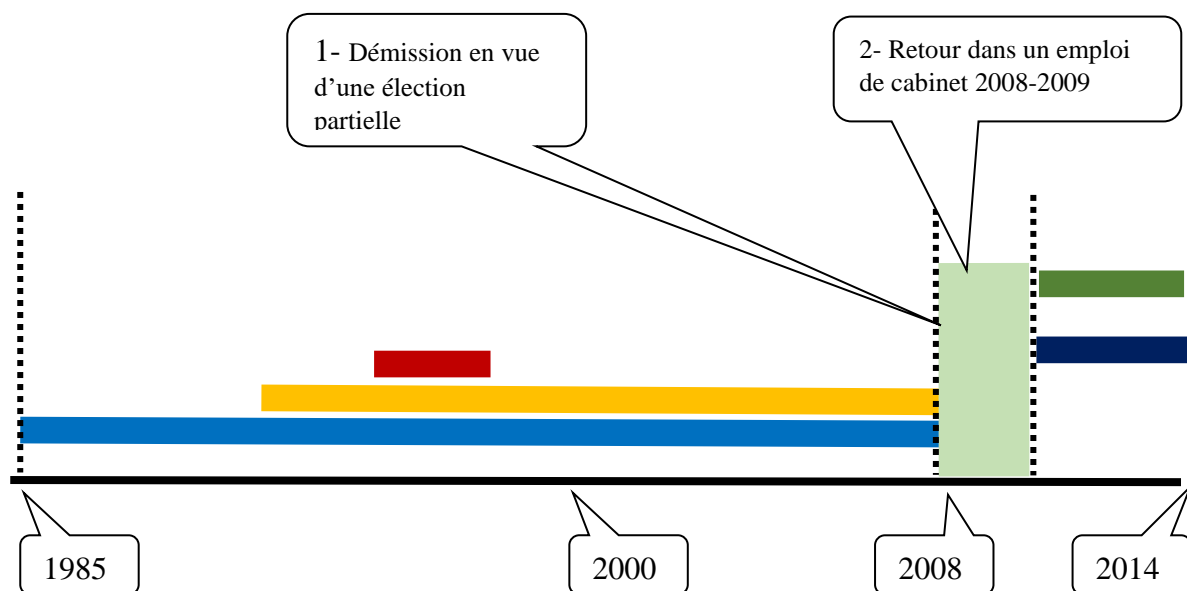 1- Démission en vue
d’une élection
partielle
2- Retour dans un emploi
de cabinet 2008-2009
1985
2000
2008
2014